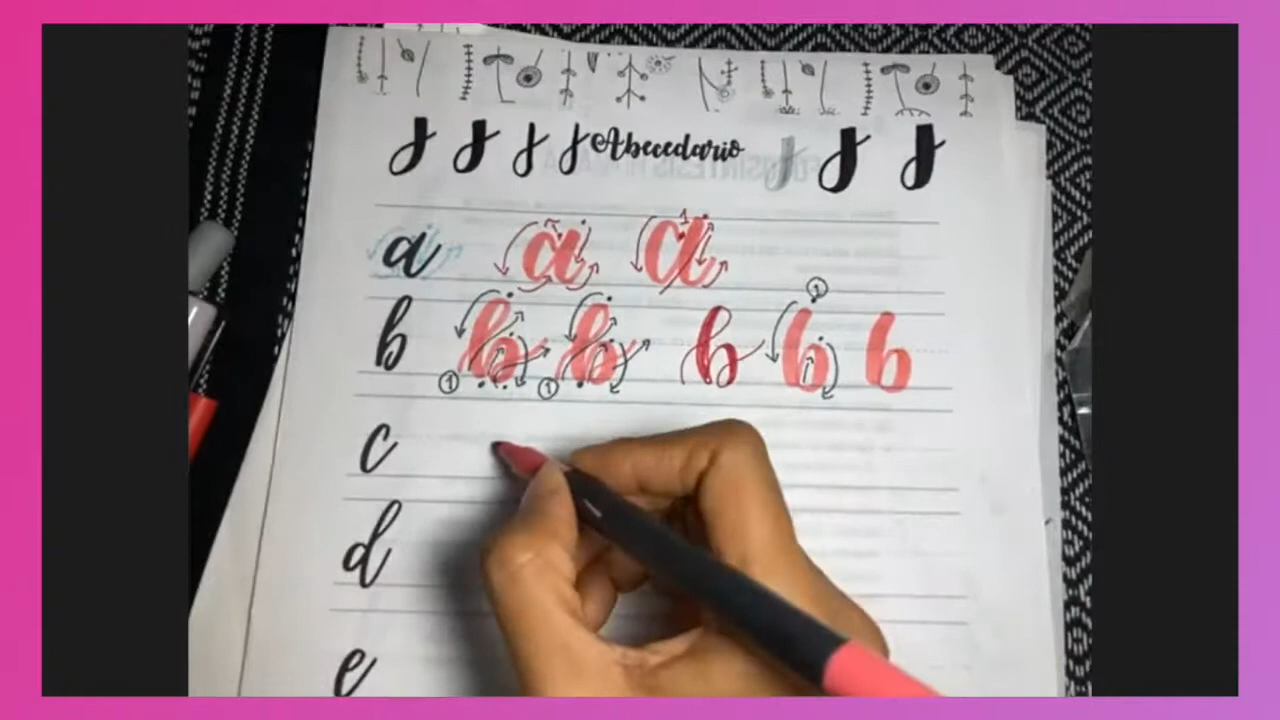 Abecedario
a a a
b b b b b b
c
d
e